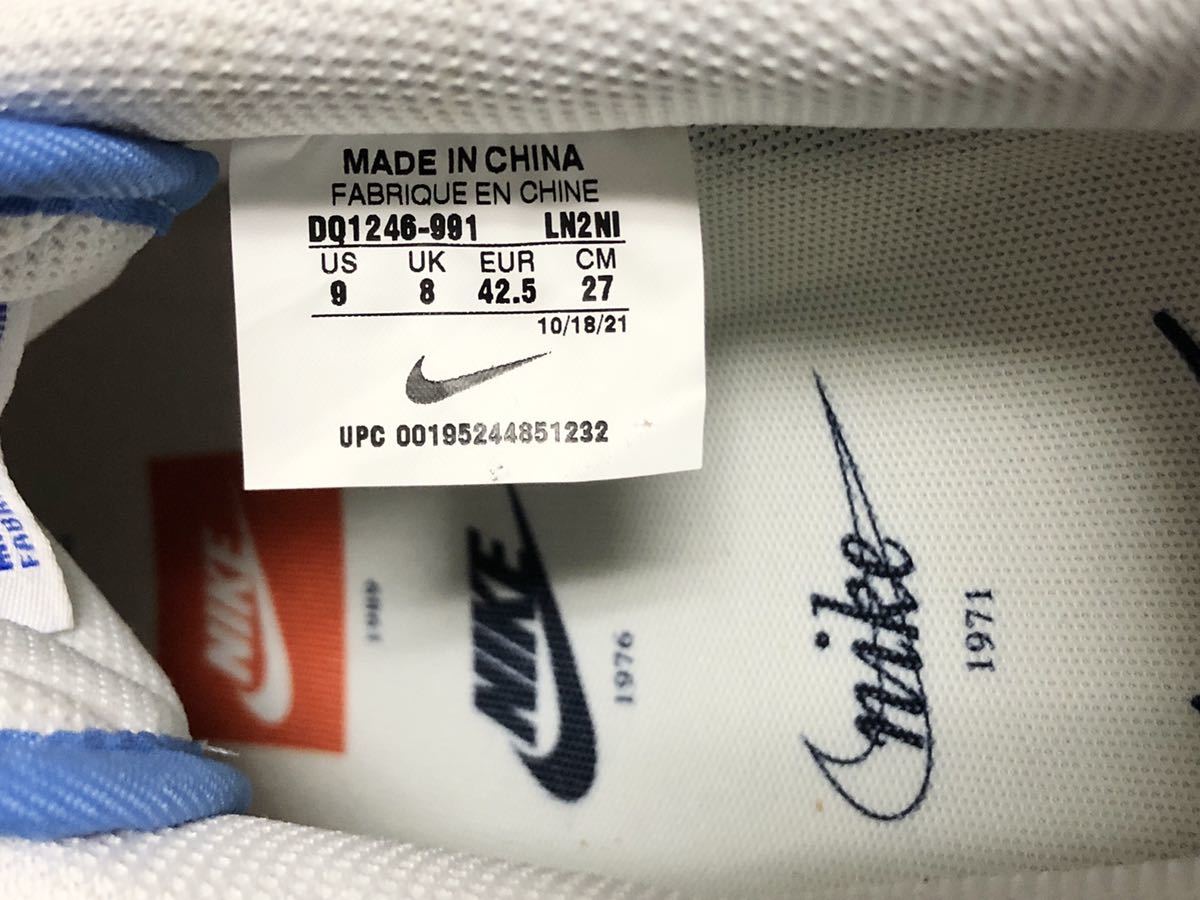 MADE IN CHINA
FABRIQUE EN CHINE
DQ1246-991 LN2NI
US UK EUR CM
9 8 42.5 27
10/18/21
UPC 00195244851232
NIKE
NIKE
1976
nike
1971